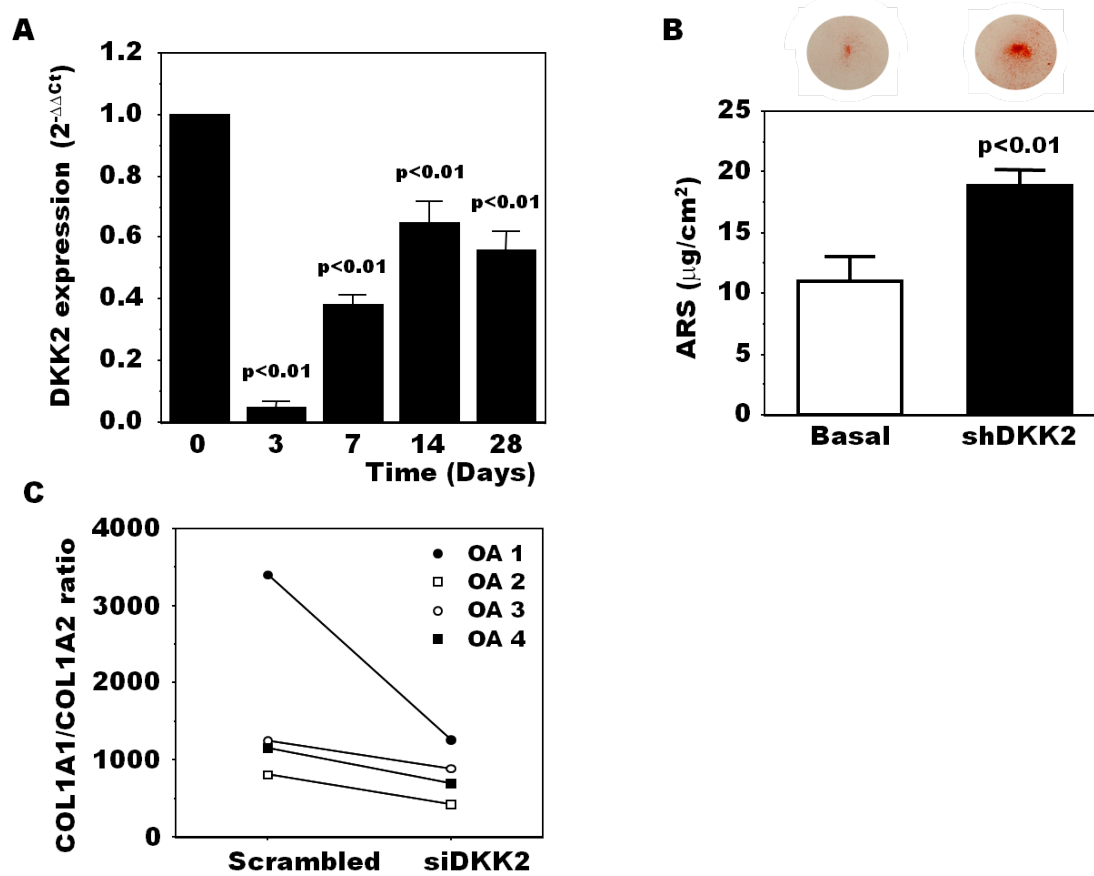 A
DKK2 expression (2-ΔΔCt)
1.2
1.0
0.8
0.6
0.4
0.2
0.0
p<0.01
p<0.01
p<0.01
p<0.01
0 3 7 14 28
Time (Days)
B
ARS (µg/cm2)
25
20
15
10
5
0
p<0.01
Basal shDKK2
C
COL1A1/COL1A2 ratio
4000
3000
2000
1000
0
OA 1
OA 2
OA 3
OA 4
Scrambled siDKK2